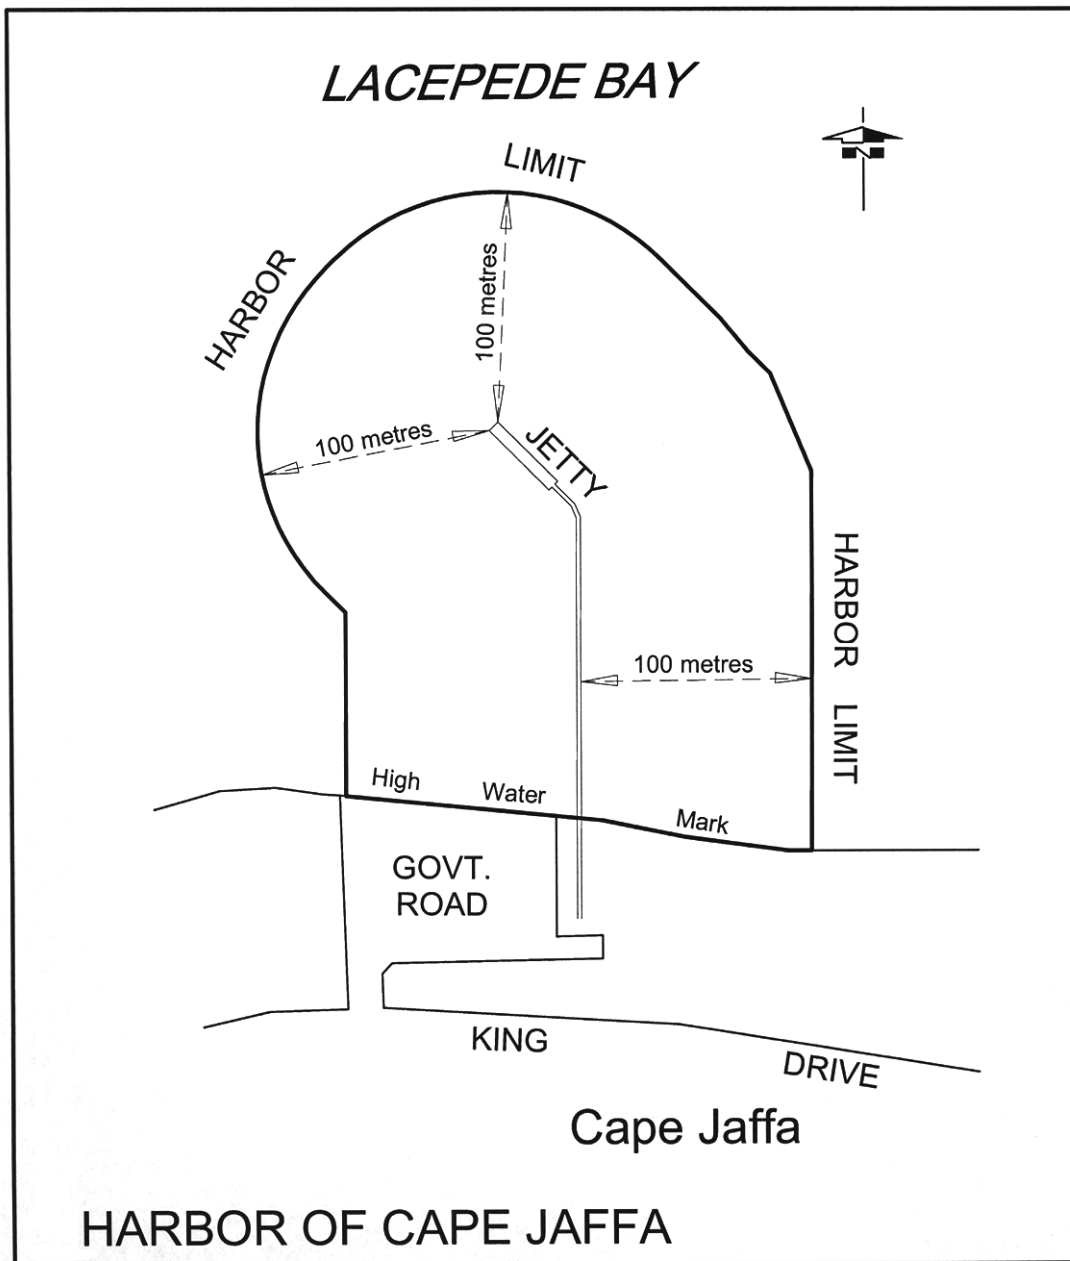 LACEPEDE BAY
N
LIMIT
HARBOR
100 metres
100 metres
JETTY
HARBOR LIMIT
100 metres
High Water Mark
GOVT.
ROAD
KING DRIVE
Cape Jaffa
HARBOR OF CAPE JAFFA